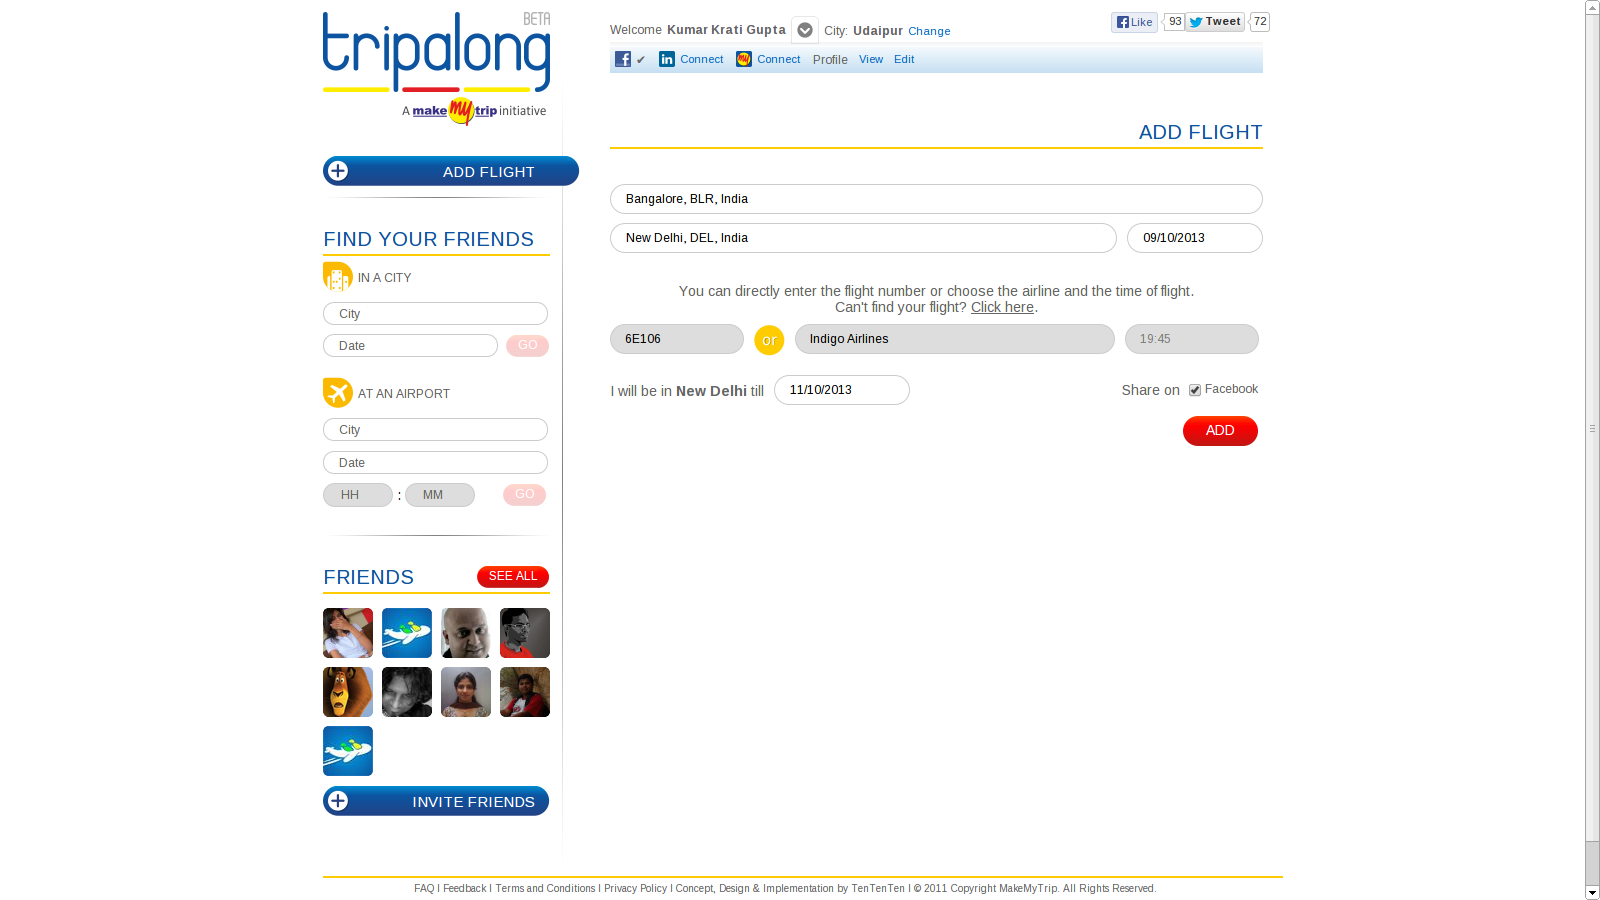 BETA
tripalong
A make my trip initiative
Welcome Kumar Krati Gupta City: Udaipur Change
Like 93 Tweet 72
f ✔ in Connect my Connect Profile View Edit
ADD FLIGHT
FIND YOUR FRIENDS
IN A CITY
City
Date GO
AT AN AIRPORT
City
Date
HH : MM GO
FRIENDS SEE ALL
INVITE FRIENDS
ADD FLIGHT
Bangalore, BLR, India
New Delhi, DEL, India 09/10/2013
You can directly enter the flight number or choose the airline and the time of flight.
Can't find your flight? Click here.
6E106 or Indigo Airlines 19:45
I will be in New Delhi till 11/10/2013 Share on Facebook
ADD
FAQ I Feedback I Terms and Conditions I Privacy Policy I Concept, Design & Implementation by TenTenTen I © 2011 Copyright MakeMyTrip. All Rights Reserved.